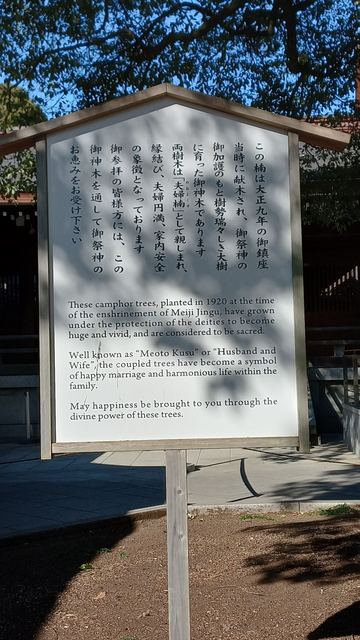 この楠は大正九年の御鎮座
当時に献木され、御祭神の
御加護のもと樹勢瑞々しき大樹
に育った御神木であります
両樹木は「夫婦楠」として親しまれ、
縁結び、夫婦円満、家内安全
の象徴となっております
御参拝の皆様方には、この
御神木を通して御祭神の
お恵みをお受け下さい
These camphor trees, planted in 1920 at the time
of the enshrinement of Meiji Jingu, have grown
under the protection of the deities to become
huge and vivid, and are considered to be sacred.
Well known as "Meoto Kusu" or "Husband and
Wife", the coupled trees have become a symbol
of happy marriage and harmonious life within the
family.
May happiness be brought to you through the
divine power of these trees.